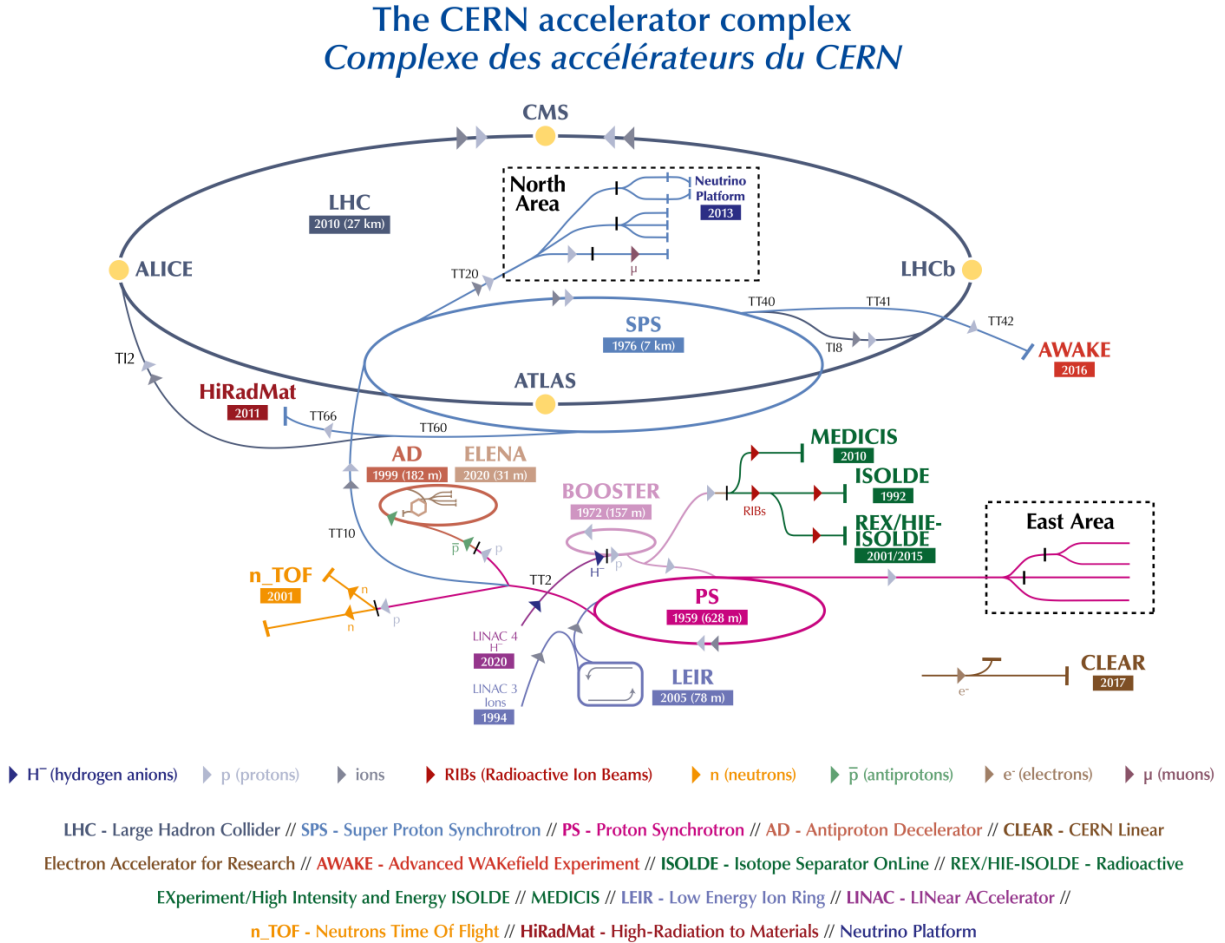 The CERN accelerator complex
Complexe des accélérateurs du CERN
CMS
North
Area
Neutrino
Platform
2013
LHC
2010 (27 km)
ALICE
LHCb
TT20
μ
TT40
TT41
TT42
SPS
1976 (7 km)
TI8
AWAKE
2016
TI2
ATLAS
HiRadMat
2011
TT66
TT60
MEDICIS
2010
AD
1999 (182 m)
ELENA
2020 (31 m)
ISOLDE
1992
BOOSTER
1972 (157 m)
RIBs
REX/HIE-
ISOLDE
2001/2015
East Area
TT10
p̅
p
H⁻
p
TT2
n_TOF
2001
n
n
p
PS
1959 (628 m)
LINAC 4
H⁻
2020
LEIR
2005 (78 m)
LINAC 3
Ions
1994
CLEAR
2017
e⁻
H⁻ (hydrogen anions)
p (protons)
ions
RIBs (Radioactive Ion Beams)
n (neutrons)
p̅ (antiprotons)
e⁻ (electrons)
μ (muons)
LHC - Large Hadron Collider // SPS - Super Proton Synchrotron // PS - Proton Synchrotron // AD - Antiproton Decelerator // CLEAR - CERN Linear
Electron Accelerator for Research // AWAKE - Advanced WAKefield Experiment // ISOLDE - Isotope Separator OnLine // REX/HIE-ISOLDE - Radioactive
EXperiment/High Intensity and Energy ISOLDE // MEDICIS // LEIR - Low Energy Ion Ring // LINAC - LINear ACcelerator //
n_TOF - Neutrons Time Of Flight // HiRadMat - High-Radiation to Materials // Neutrino Platform